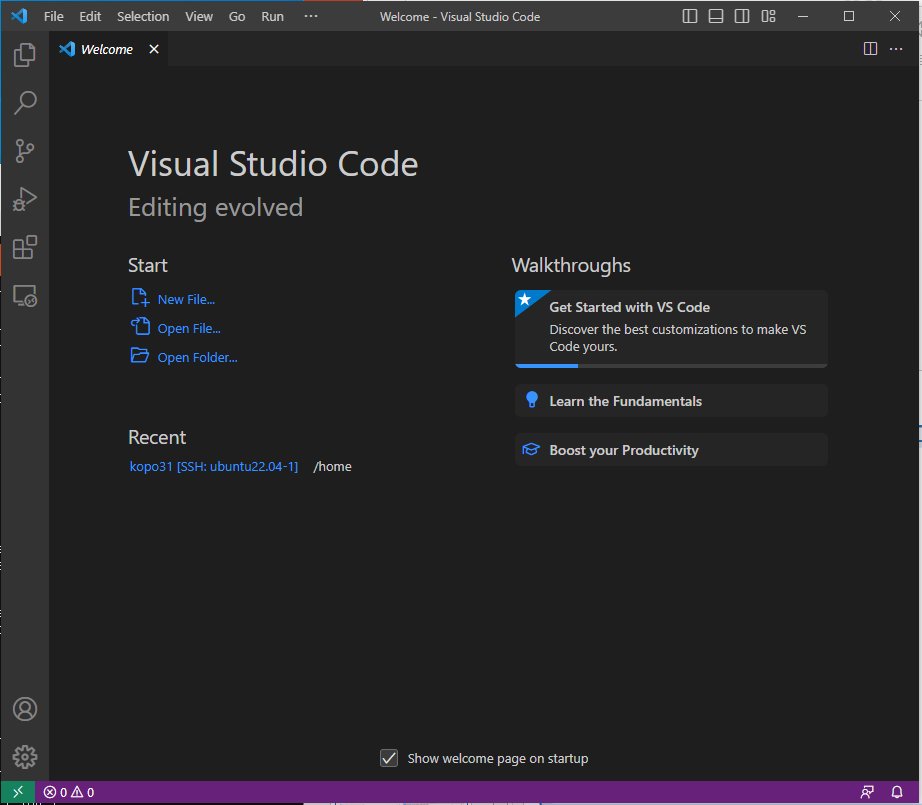 File Edit Selection View Go Run ··· Welcome - Visual Studio Code
Welcome
Visual Studio Code
Editing evolved
Start
New File...
Open File...
Open Folder...
Recent
kopo31 [SSH: ubuntu22.04-1] /home
Walkthroughs
Get Started with VS Code
Discover the best customizations to make VS
Code yours.
Learn the Fundamentals
Boost your Productivity
Show welcome page on startup
0 0